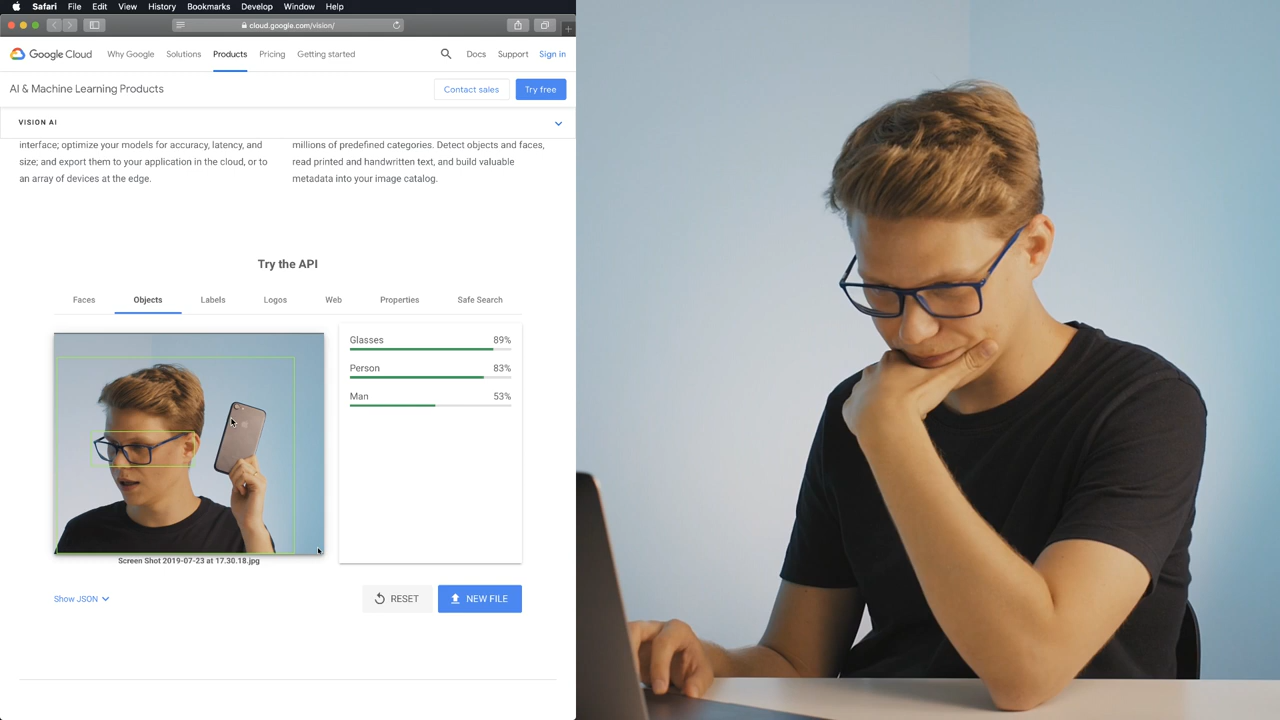 Safari File Edit View History Bookmarks Develop Window Help
cloud.google.com/vision/
Google Cloud Why Google Solutions Products Pricing Getting started Docs Support Sign in
AI & Machine Learning Products Contact sales Try free
VISION AI
interface; optimize your models for accuracy, latency, and
size; and export them to your application in the cloud, or to
an array of devices at the edge.
millions of predefined categories. Detect objects and faces,
read printed and handwritten text, and build valuable
metadata into your image catalog.
Try the API
Faces Objects Labels Logos Web Properties Safe Search
Glasses 89%
Person 83%
Man 53%
Screen Shot 2019-07-23 at 17.30.18.jpg
Show JSON RESET NEW FILE